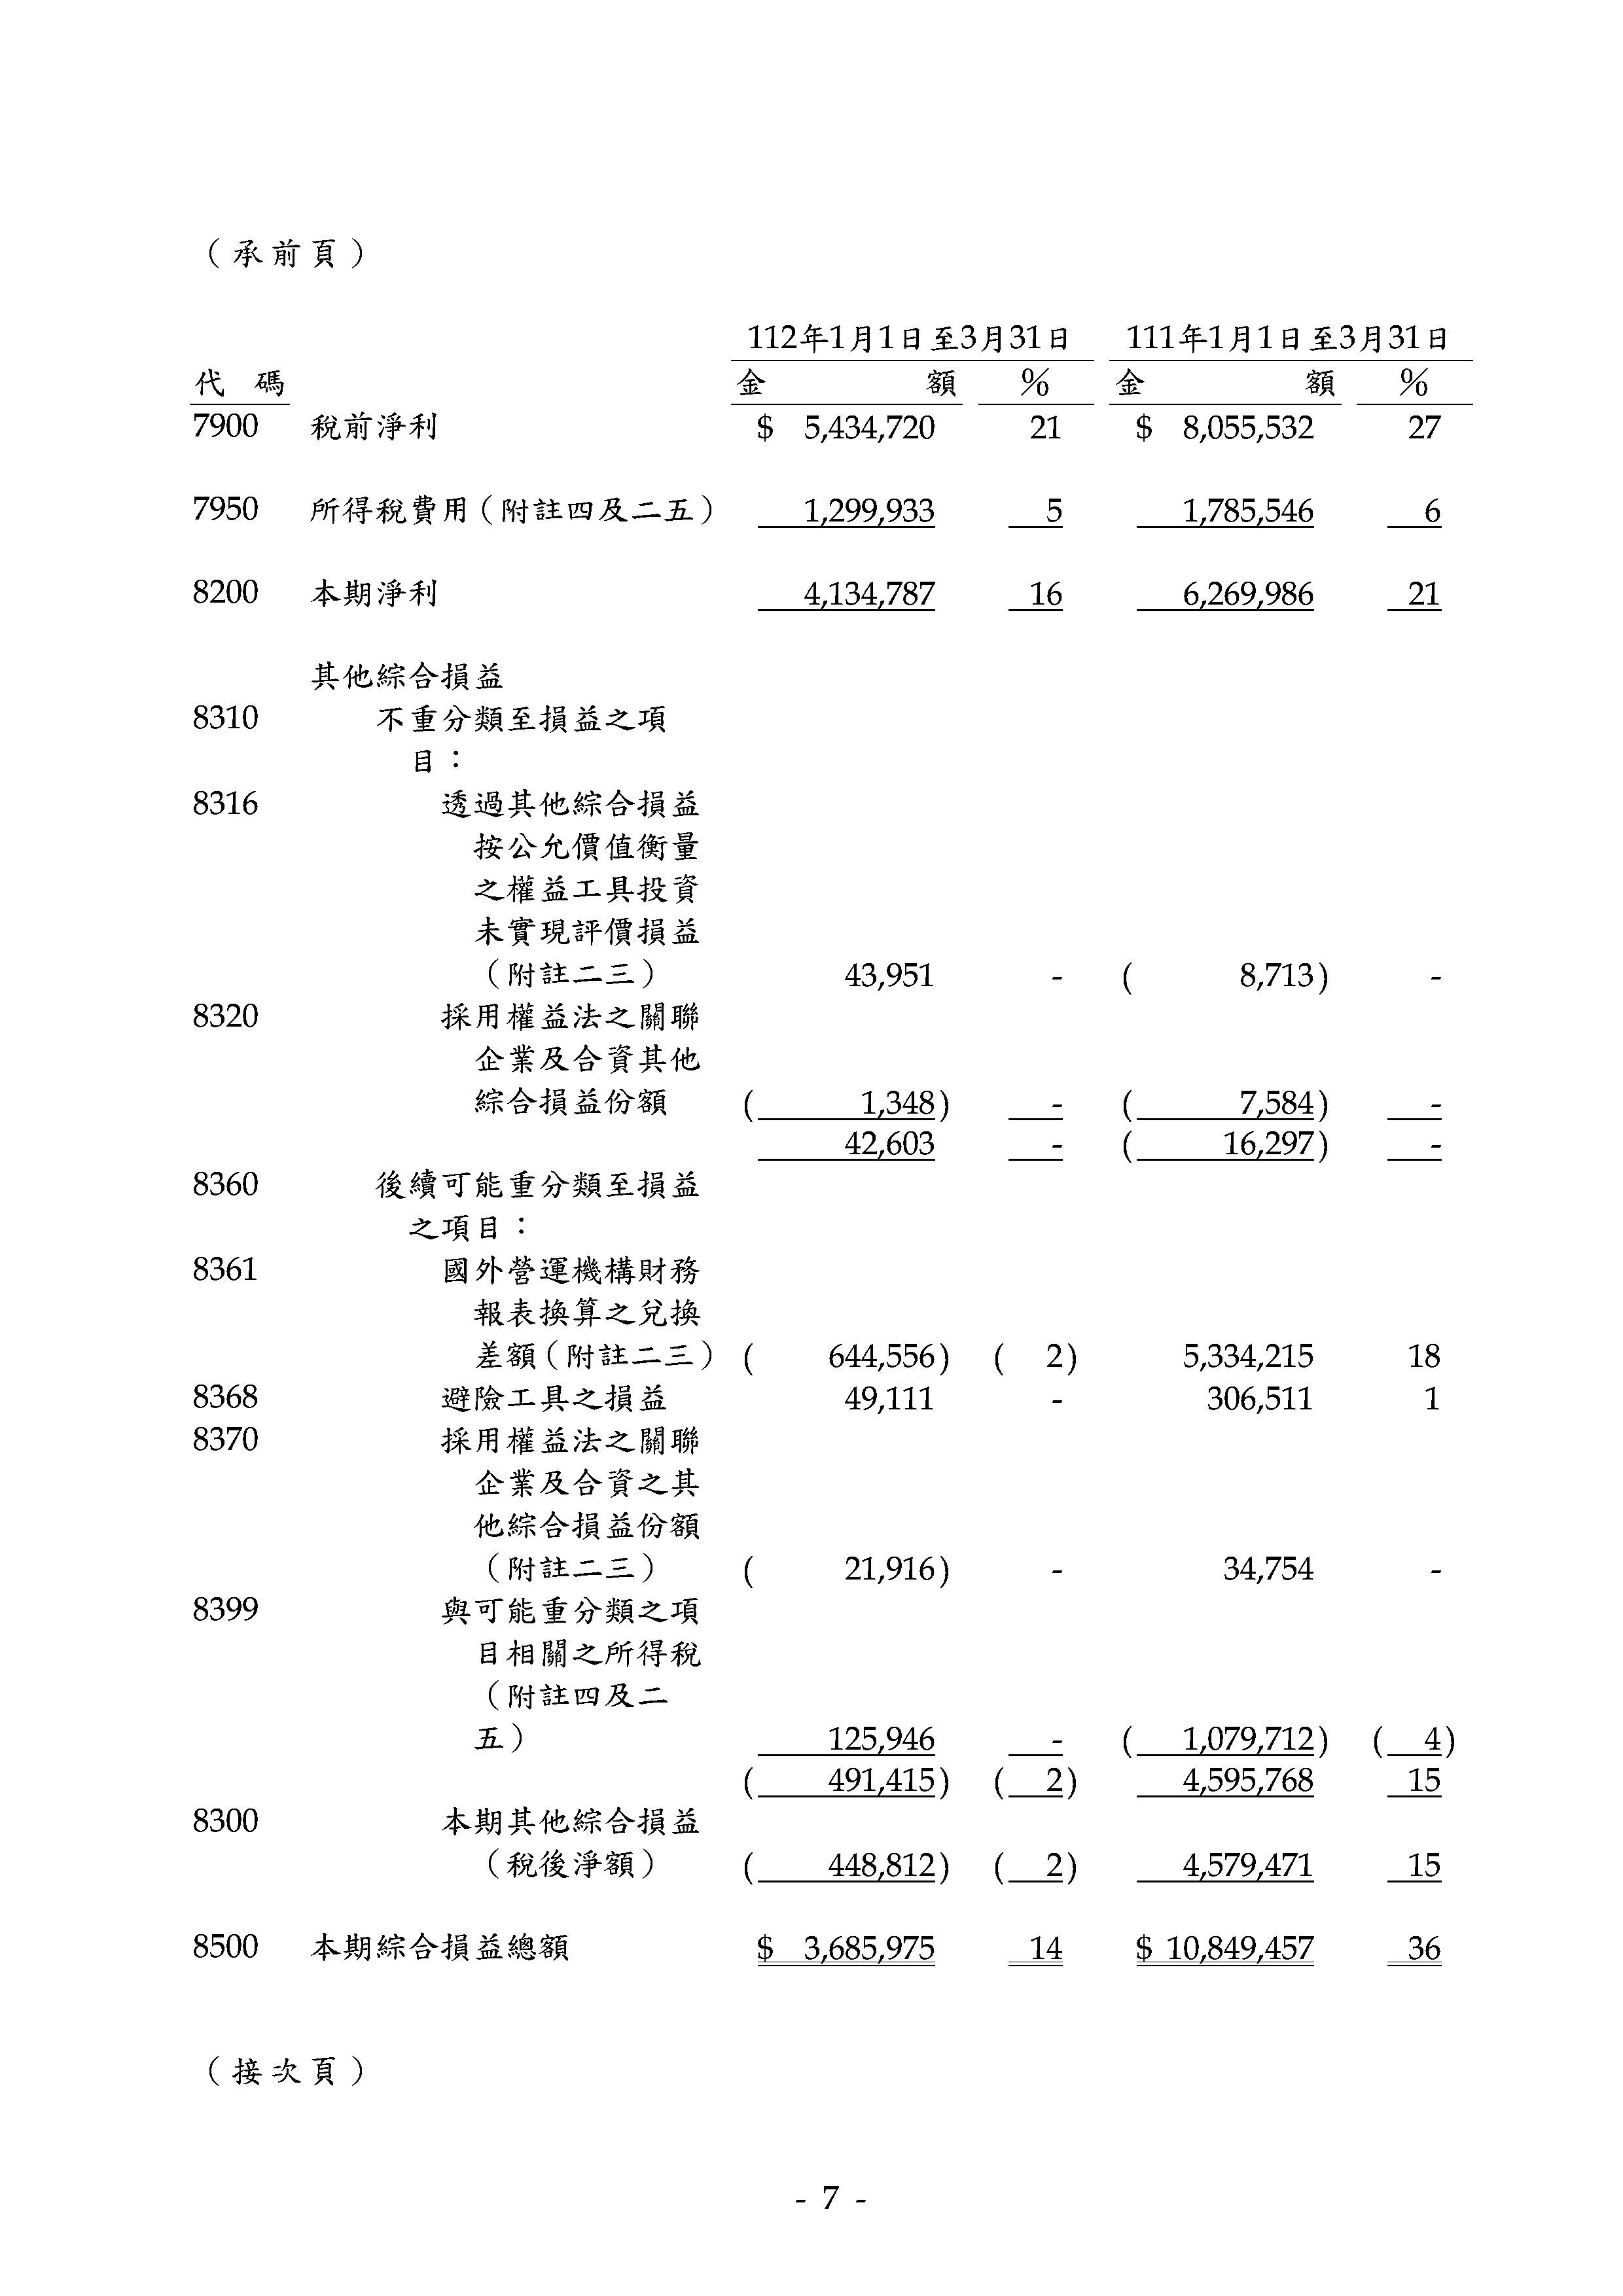 （承前頁）
112年1月1日至3月31日 111年1月1日至3月31日
代 碼 金 額 % 金 額 %
7900 稅前淨利 $ 5,434,720 21 $ 8,055,532 27
7950 所得稅費用（附註四及二五） 1,299,933 5 1,785,546 6
8200 本期淨利 4,134,787 16 6,269,986 21
其他綜合損益
8310 不重分類至損益之項
目：
8316 透過其他綜合損益
按公允價值衡量
之權益工具投資
未實現評價損益
（附註二三） 43,951 - ( 8,713) -
8320 採用權益法之關聯
企業及合資其他
綜合損益份額 ( 1,348) - ( 7,584) -
42,603 - ( 16,297) -
8360 後續可能重分類至損益
之項目：
8361 國外營運機構財務
報表換算之兌換
差額（附註二三） ( 644,556) ( 2) 5,334,215 18
8368 避險工具之損益 49,111 - 306,511 1
8370 採用權益法之關聯
企業及合資之其
他綜合損益份額
（附註二三） ( 21,916) - 34,754 -
8399 與可能重分類之項
目相關之所得稅
（附註四及二
五） 125,946 - ( 1,079,712) ( 4)
( 491,415) ( 2) 4,595,768 15
8300 本期其他綜合損益
（稅後淨額） ( 448,812) ( 2) 4,579,471 15
8500 本期綜合損益總額 $ 3,685,975 14 $ 10,849,457 36
（接次頁）
- 7 -